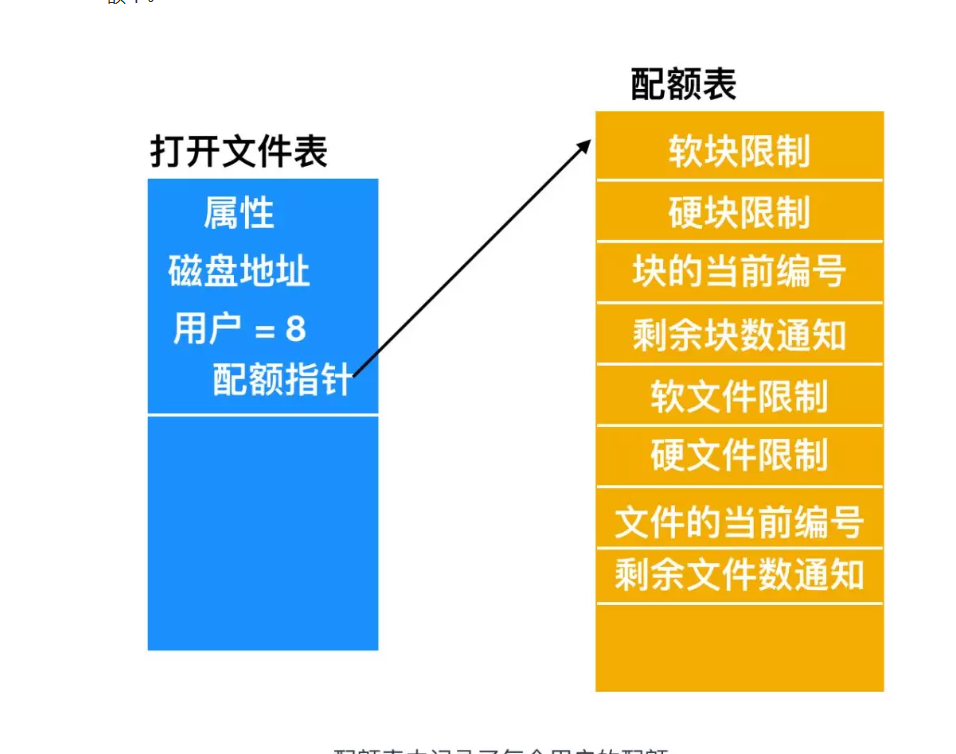 打开文件表
属性
磁盘地址
用户 = 8
配额指针
配额表
软块限制
硬块限制
块的当前编号
剩余块数通知
软文件限制
硬文件限制
文件的当前编号
剩余文件数通知